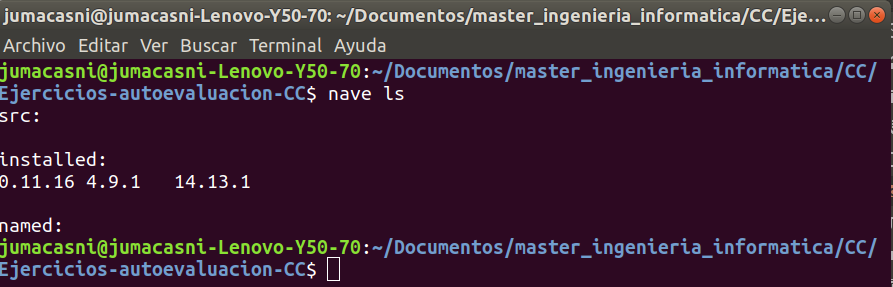 jumacasni@jumacasni-Lenovo-Y50-70: ~/Documentos/master_ingenieria_informatica/CC/Eje…
Archivo Editar Ver Buscar Terminal Ayuda
jumacasni@jumacasni-Lenovo-Y50-70:~/Documentos/master_ingenieria_informatica/CC/
Ejercicios-autoevaluacion-CC$ nave ls
src:
installed:
0.11.16 4.9.1   14.13.1
named:
jumacasni@jumacasni-Lenovo-Y50-70:~/Documentos/master_ingenieria_informatica/CC/
Ejercicios-autoevaluacion-CC$